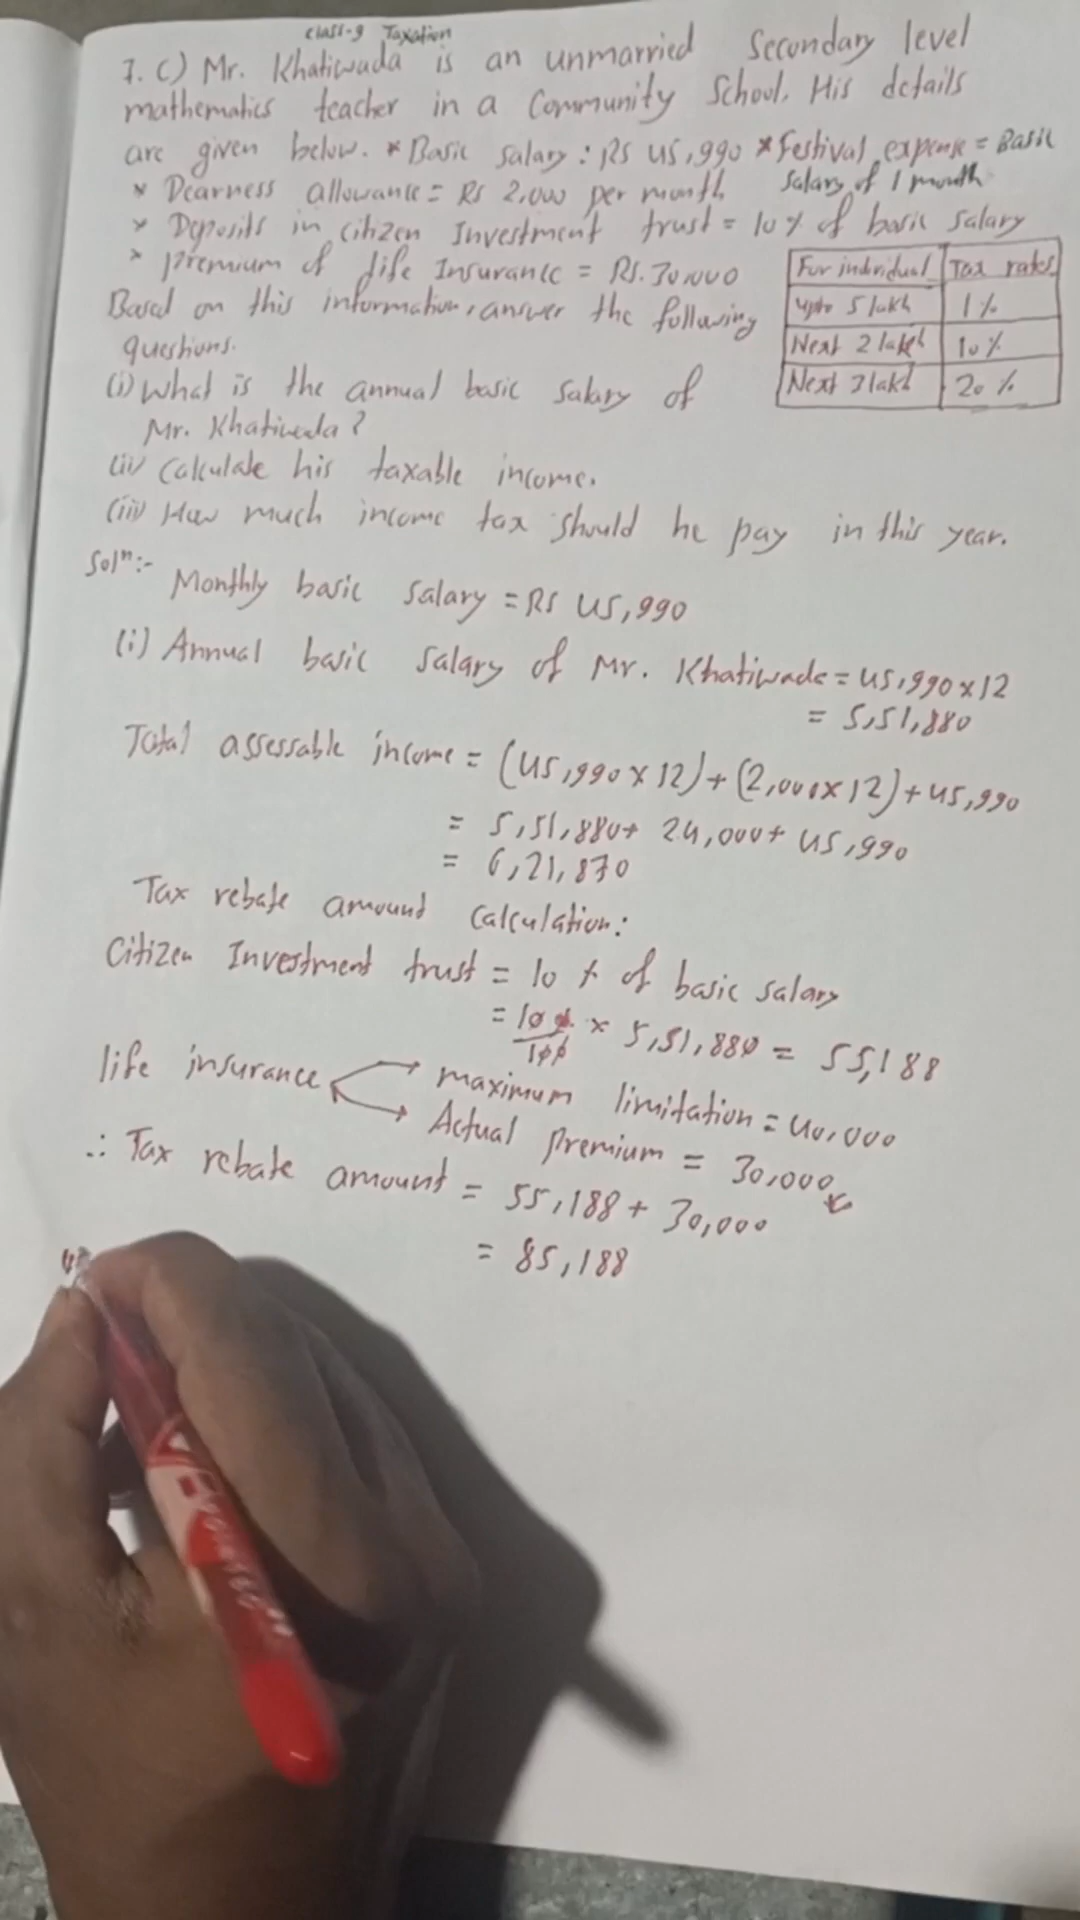 class-9 Taxation
7. C) Mr. Khatiwada is an unmarried Secondary level
mathematics teacher in a Community School. His details
are given below. * Basic salary: RS 45,990 * Festival expense = Basic
salary of 1 month
* Dearness allowance = RS 2,000 per month
* Deposits in citizen Investment trust = 10% of basic salary
* premium of life Insurance = RS. 30,000
For individual Tax rates
upto 5 lakh 1%
Next 2 lakh 10%
Next 3 lakh 20%
Based on this information, answer the following
questions.
(i) What is the annual basic salary of
Mr. Khatiwada?
(ii) Calculate his taxable income.
(iii) How much income tax should he pay in this year.
Solⁿ:-
Monthly basic salary = RS 45,990
(i) Annual basic salary of Mr. Khatiwada = 45,990 x 12
= 5,51,880
Total assessable income = (45,990 x 12) + (2,000 x 12) + 45,990
= 5,51,880 + 24,000 + 45,990
= 6,21,870
Tax rebate amount calculation:
Citizen Investment trust = 10 % of basic salary
= 10/100 x 5,51,880 = 55,188
life insurance → maximum limitation = 40,000
→ Actual premium = 30,000
∴ Tax rebate amount = 55,188 + 30,000
= 85,188